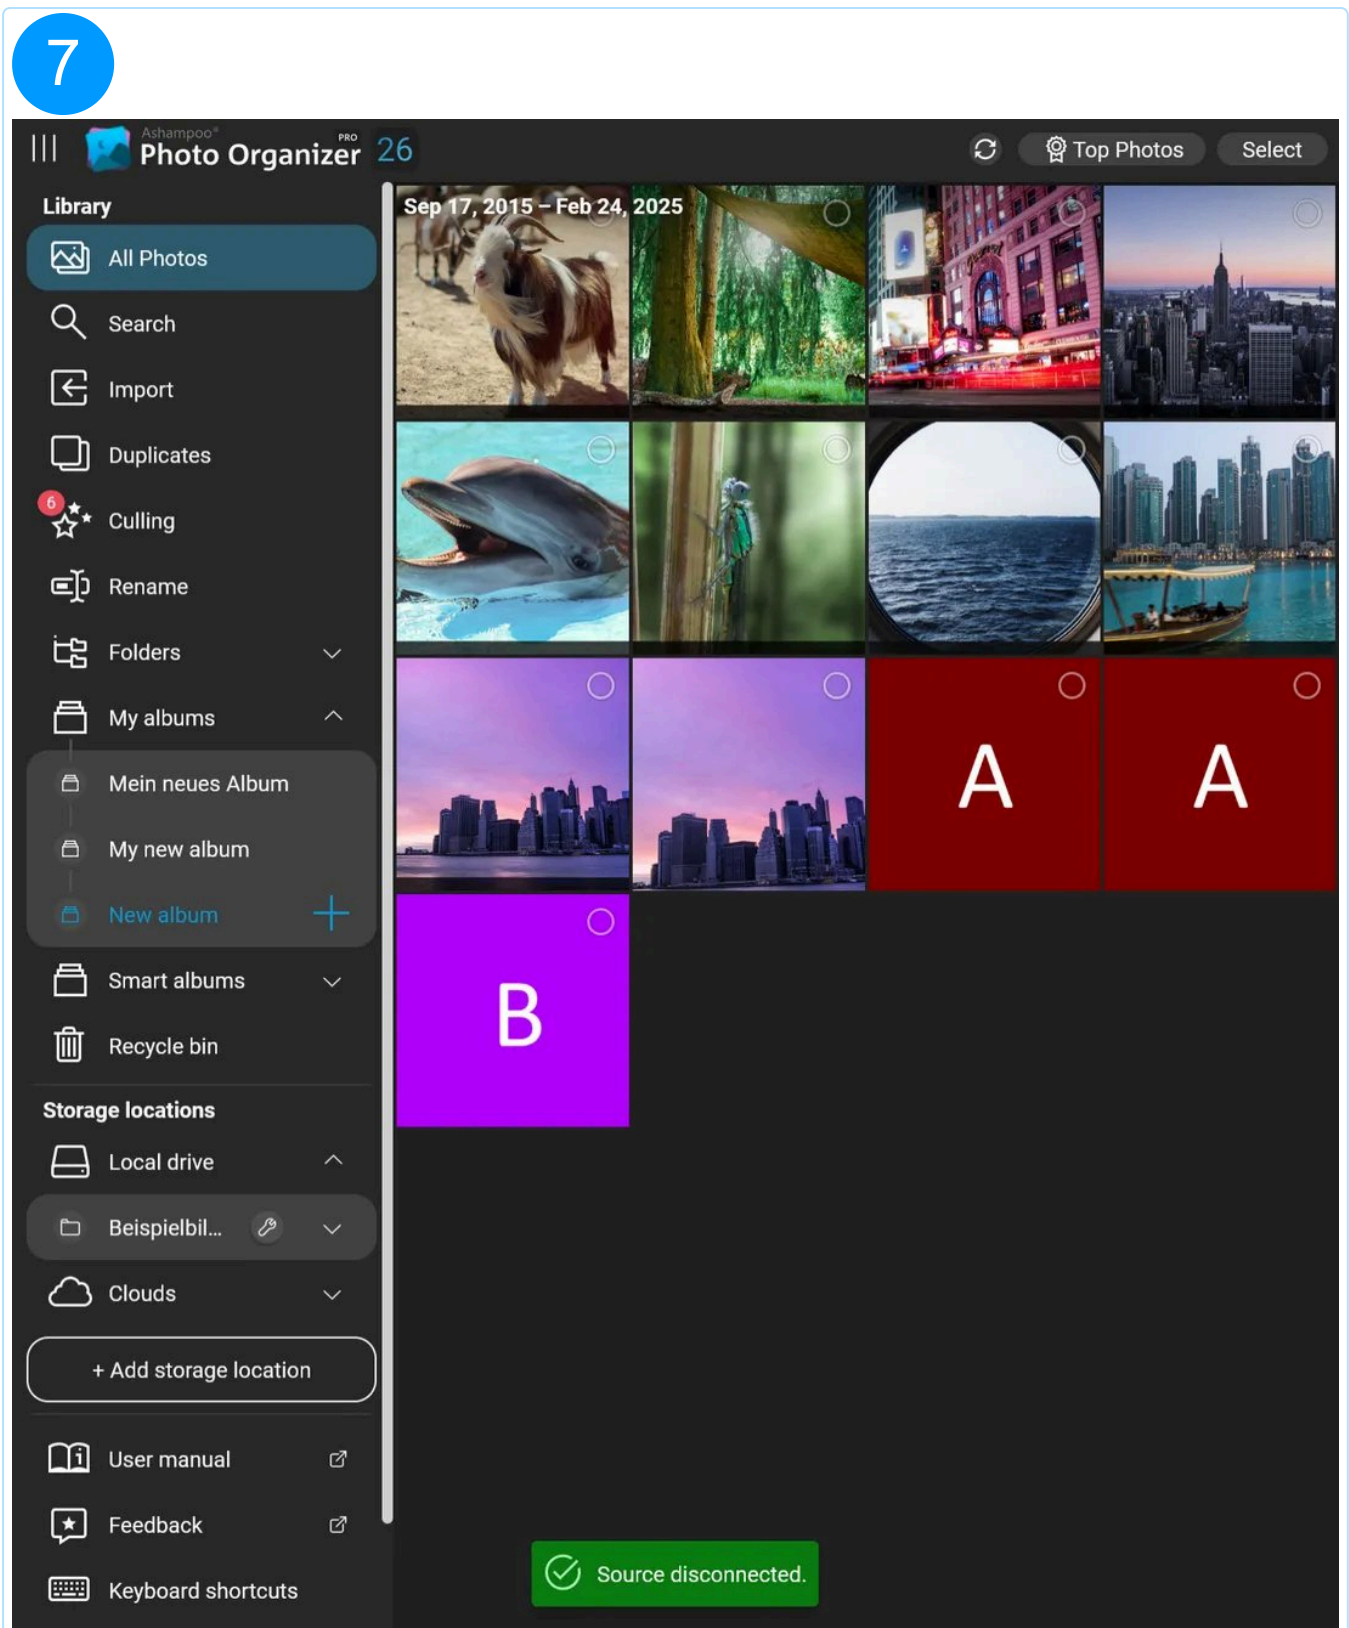 7
Ashampoo®
Photo Organizer PRO 26
Top Photos
Select
Library
All Photos
Search
Import
Duplicates
6
Culling
Rename
Folders
My albums
Mein neues Album
My new album
New album
Smart albums
Recycle bin
Storage locations
Local drive
Beispielbil...
Clouds
+ Add storage location
User manual
Feedback
Keyboard shortcuts
Sep 17, 2015 – Feb 24, 2025
A
A
B
Source disconnected.